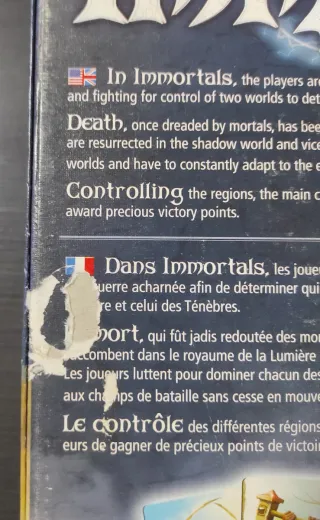 In Immortals, the players are
and fighting for control of two worlds to det
Death, once dreaded by mortals, has bee
are resurrected in the shadow world and vice
worlds and have to constantly adapt to the e
Controlling the regions, the main c
award precious victory points.
Dans Immortals, les joue
uerre acharnée afin de déterminer qui
re et celui des Ténèbres.
mort, qui fût jadis redoutée des mor
ccombent dans le royaume de la Lumière
Les joueurs luttent pour dominer chacun des
aux champs de bataille sans cesse en mouve
Le contrôle des différentes régions
eurs de gagner de précieux points de victoir